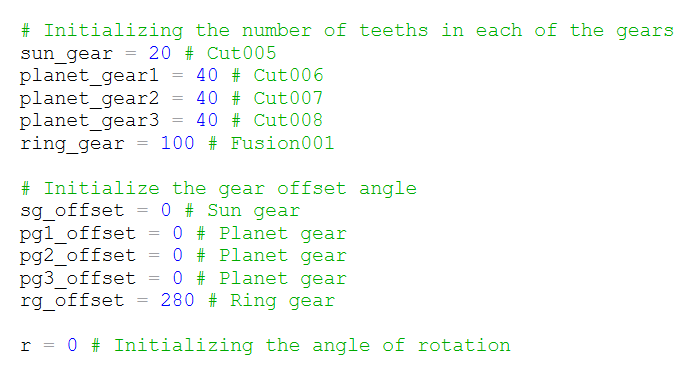 # Initializing the number of teeths in each of the gears
sun_gear = 20 # Cut005
planet_gear1 = 40 # Cut006
planet_gear2 = 40 # Cut007
planet_gear3 = 40 # Cut008
ring_gear = 100 # Fusion001
# Initialize the gear offset angle
sg_offset = 0 # Sun gear
pg1_offset = 0 # Planet gear
pg2_offset = 0 # Planet gear
pg3_offset = 0 # Planet gear
rg_offset = 280 # Ring gear
r = 0 # Initializing the angle of rotation